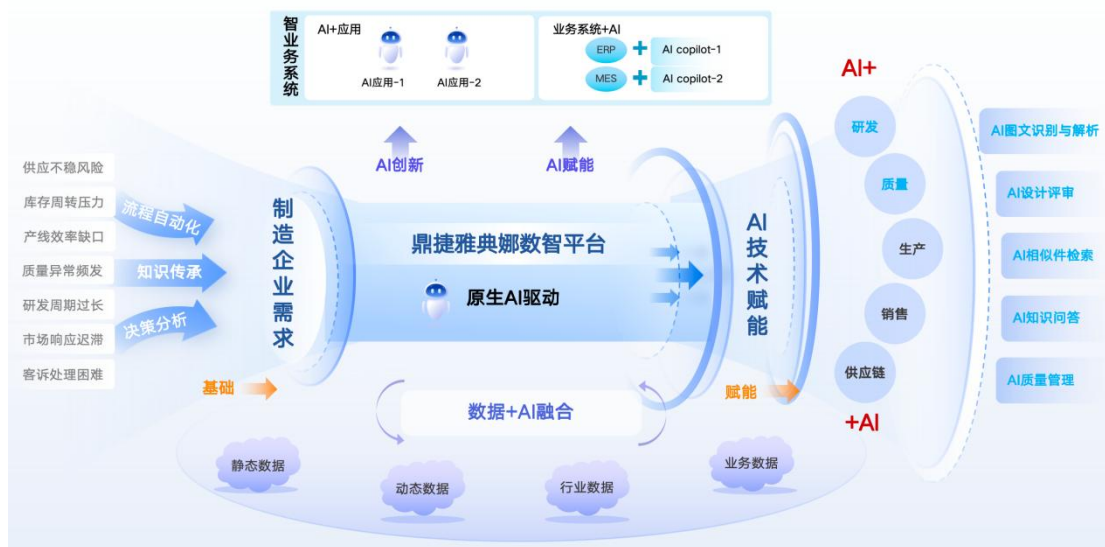 智业务系统
AI+应用
AI应用-1
AI应用-2
业务系统+AI
ERP + AI copilot-1
MES + AI copilot-2
AI创新
AI赋能
供应不稳风险
库存周转压力
产线效率缺口
质量异常频发
研发周期过长
市场响应迟滞
客诉处理困难
流程自动化
知识传承
决策分析
制造企业需求
鼎捷雅典娜数智平台
原生AI驱动
AI技术赋能
AI+
研发
质量
生产
销售
供应链
+AI
AI图文识别与解析
AI设计评审
AI相似件检索
AI知识问答
AI质量管理
基础
赋能
数据+AI融合
静态数据
动态数据
行业数据
业务数据